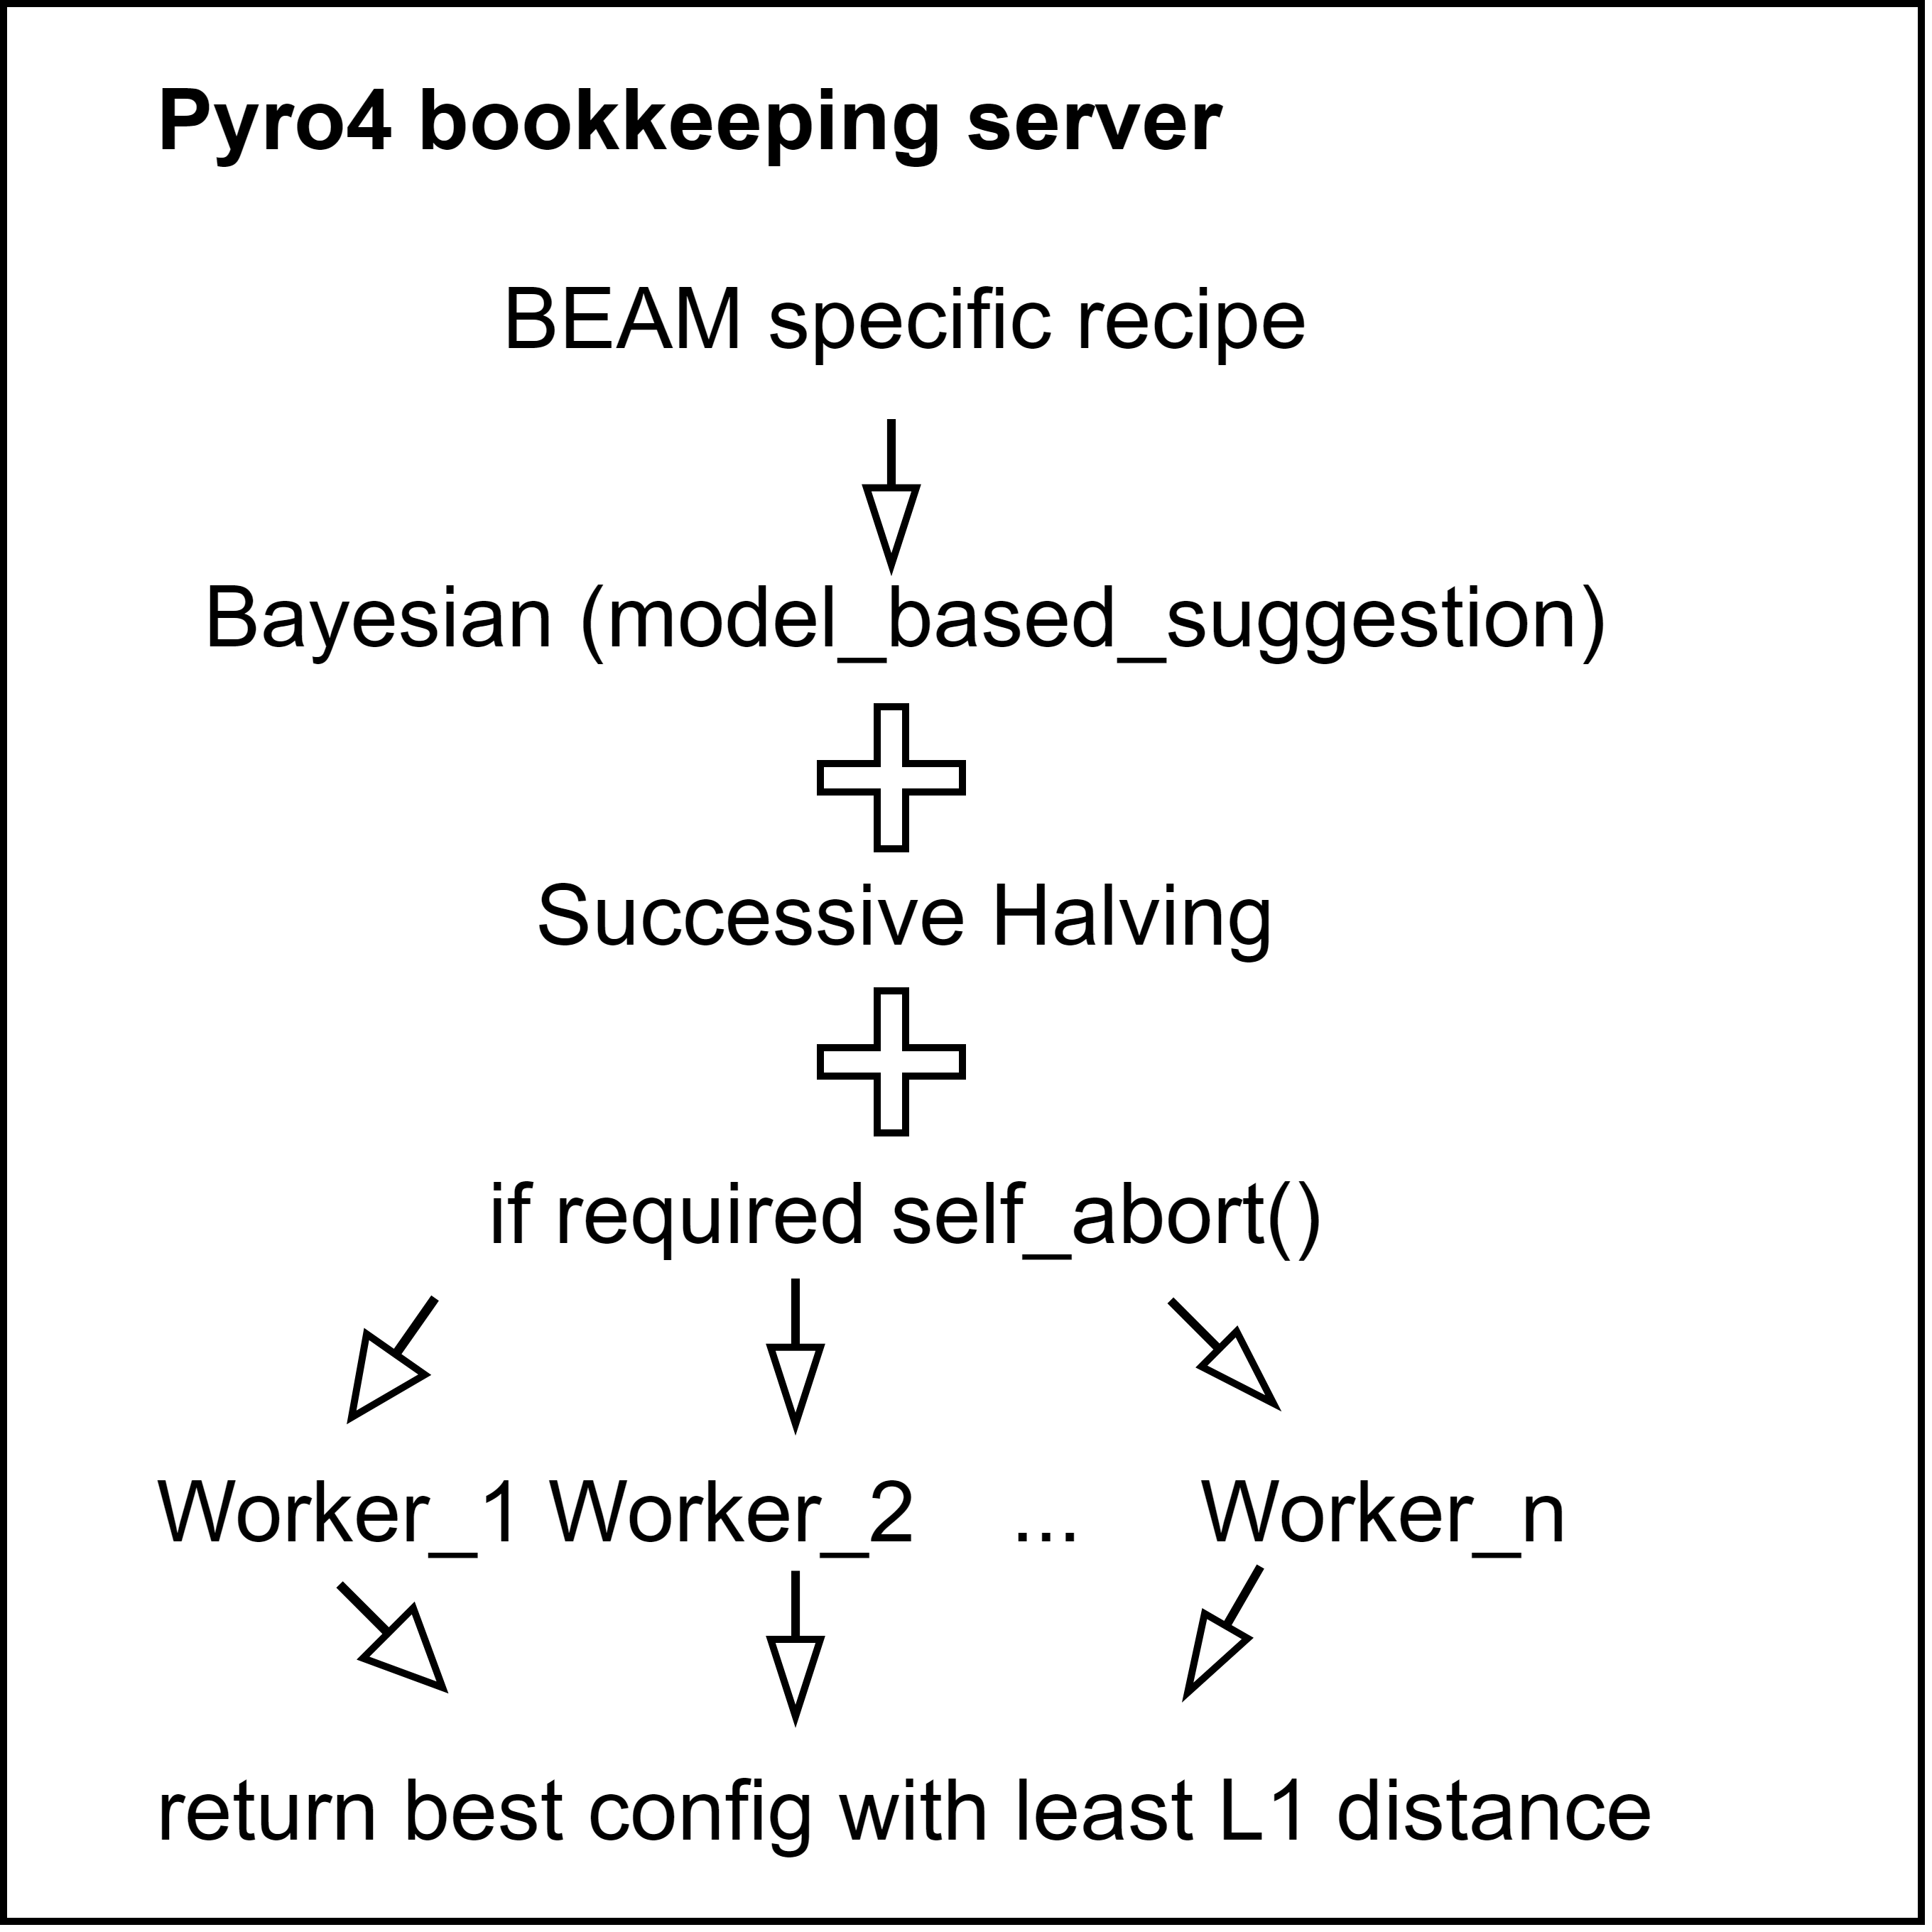 Pyro4 bookkeeping server
BEAM specific recipe
Bayesian (model_based_suggestion)
Successive Halving
if required self_abort()
Worker_1 Worker_2 ... Worker_n
return best config with least L1 distance